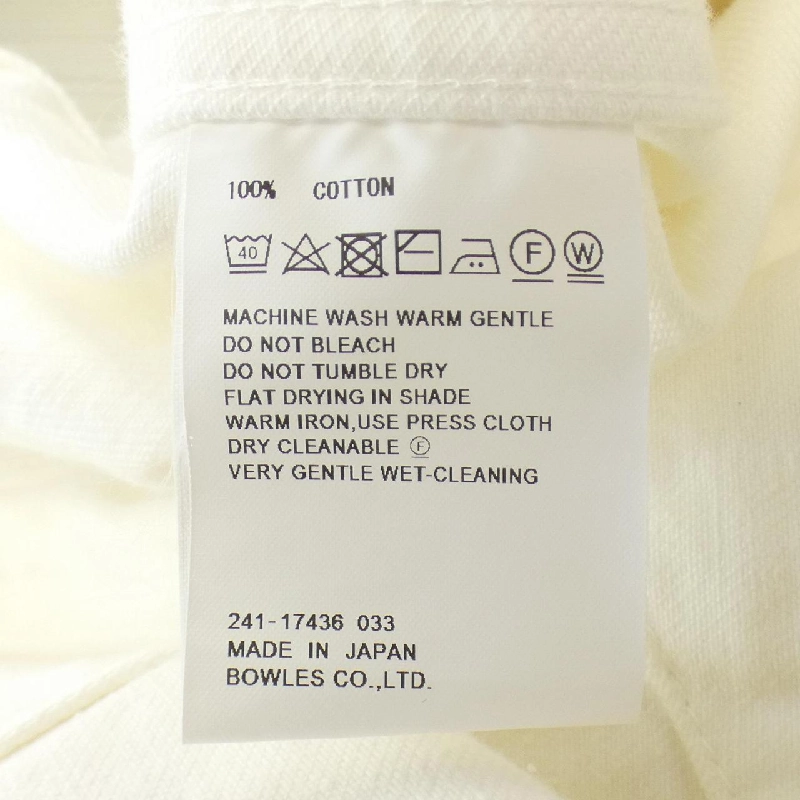 100% COTTON
40 F W
MACHINE WASH WARM GENTLE
DO NOT BLEACH
DO NOT TUMBLE DRY
FLAT DRYING IN SHADE
WARM IRON,USE PRESS CLOTH
DRY CLEANABLE Ⓕ
VERY GENTLE WET-CLEANING
241-17436 033
MADE IN JAPAN
BOWLES CO.,LTD.